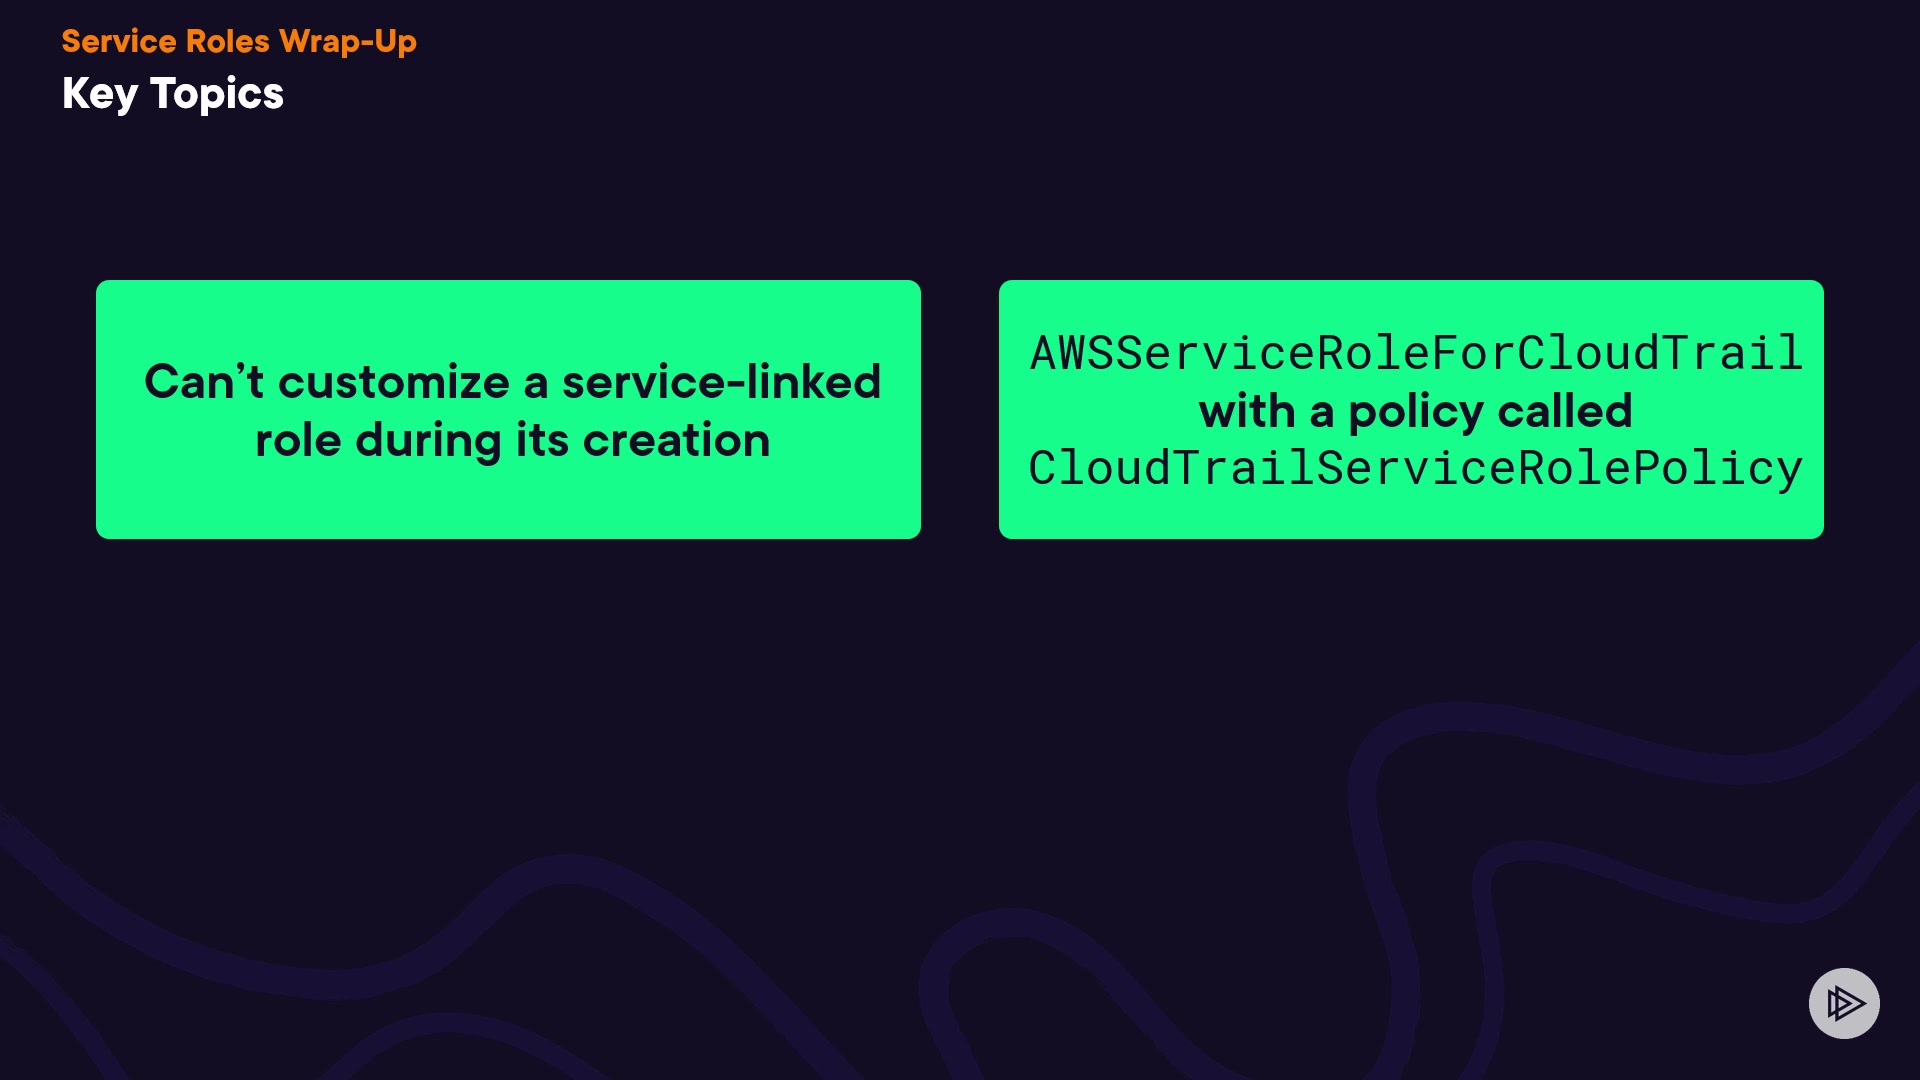 Service Roles Wrap-Up
Key Topics
Can’t customize a service-linked
role during its creation
AWSServiceRoleForCloudTrail
with a policy called
CloudTrailServiceRolePolicy